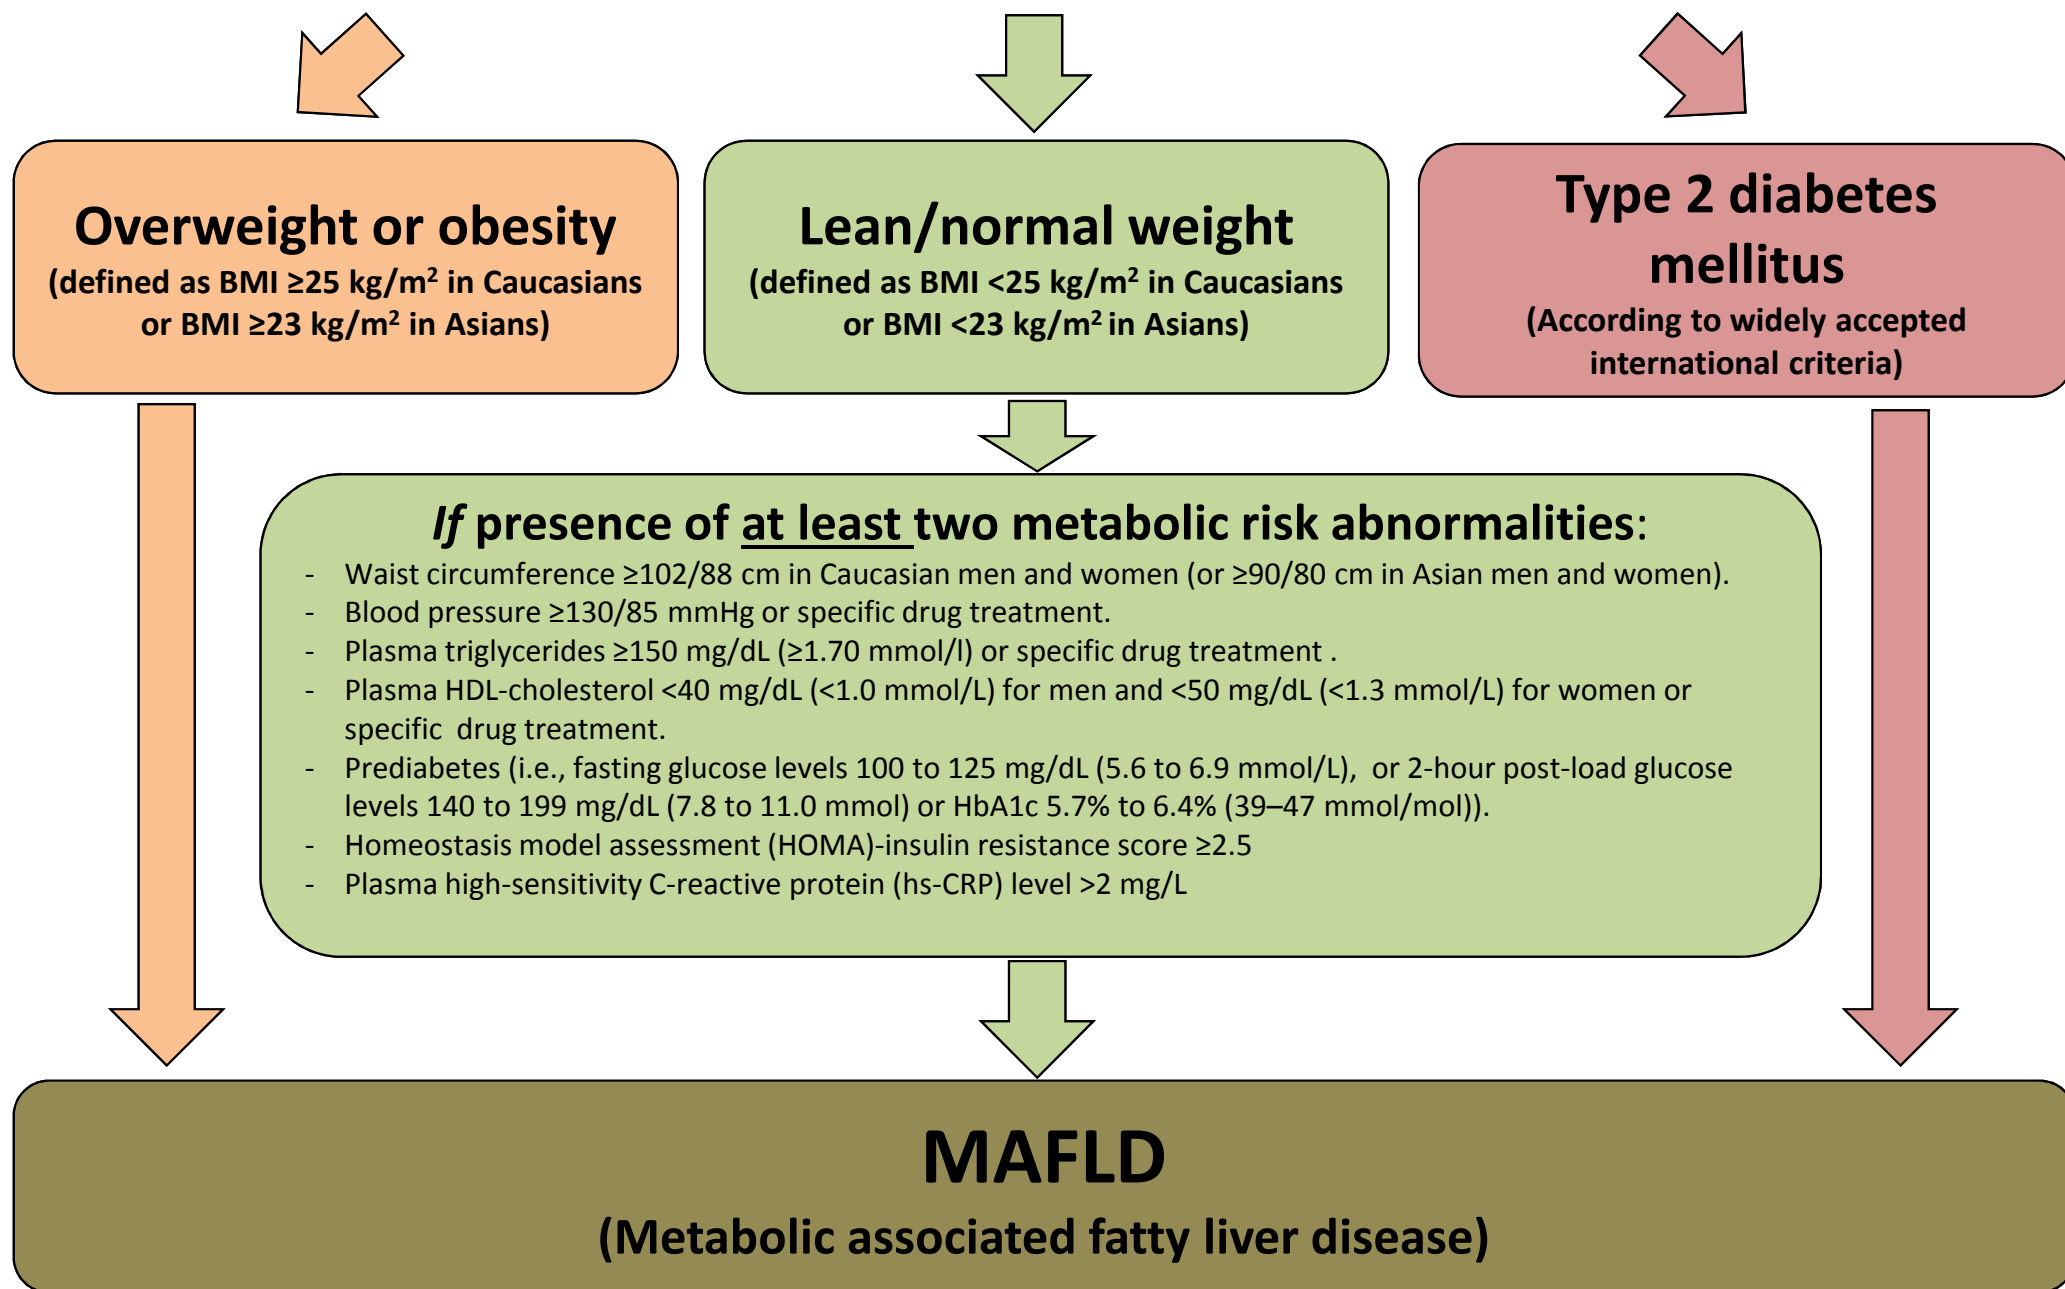 Overweight or obesity
(defined as BMI ≥25 kg/m² in Caucasians
or BMI ≥23 kg/m² in Asians)
Lean/normal weight
(defined as BMI <25 kg/m² in Caucasians
or BMI <23 kg/m² in Asians)
Type 2 diabetes
mellitus
(According to widely accepted
international criteria)
If presence of at least two metabolic risk abnormalities:
- Waist circumference ≥102/88 cm in Caucasian men and women (or ≥90/80 cm in Asian men and women).
- Blood pressure ≥130/85 mmHg or specific drug treatment.
- Plasma triglycerides ≥150 mg/dL (≥1.70 mmol/l) or specific drug treatment .
- Plasma HDL-cholesterol <40 mg/dL (<1.0 mmol/L) for men and <50 mg/dL (<1.3 mmol/L) for women or
specific drug treatment.
- Prediabetes (i.e., fasting glucose levels 100 to 125 mg/dL (5.6 to 6.9 mmol/L), or 2-hour post-load glucose
levels 140 to 199 mg/dL (7.8 to 11.0 mmol) or HbA1c 5.7% to 6.4% (39–47 mmol/mol)).
- Homeostasis model assessment (HOMA)-insulin resistance score ≥2.5
- Plasma high-sensitivity C-reactive protein (hs-CRP) level >2 mg/L
MAFLD
(Metabolic associated fatty liver disease)